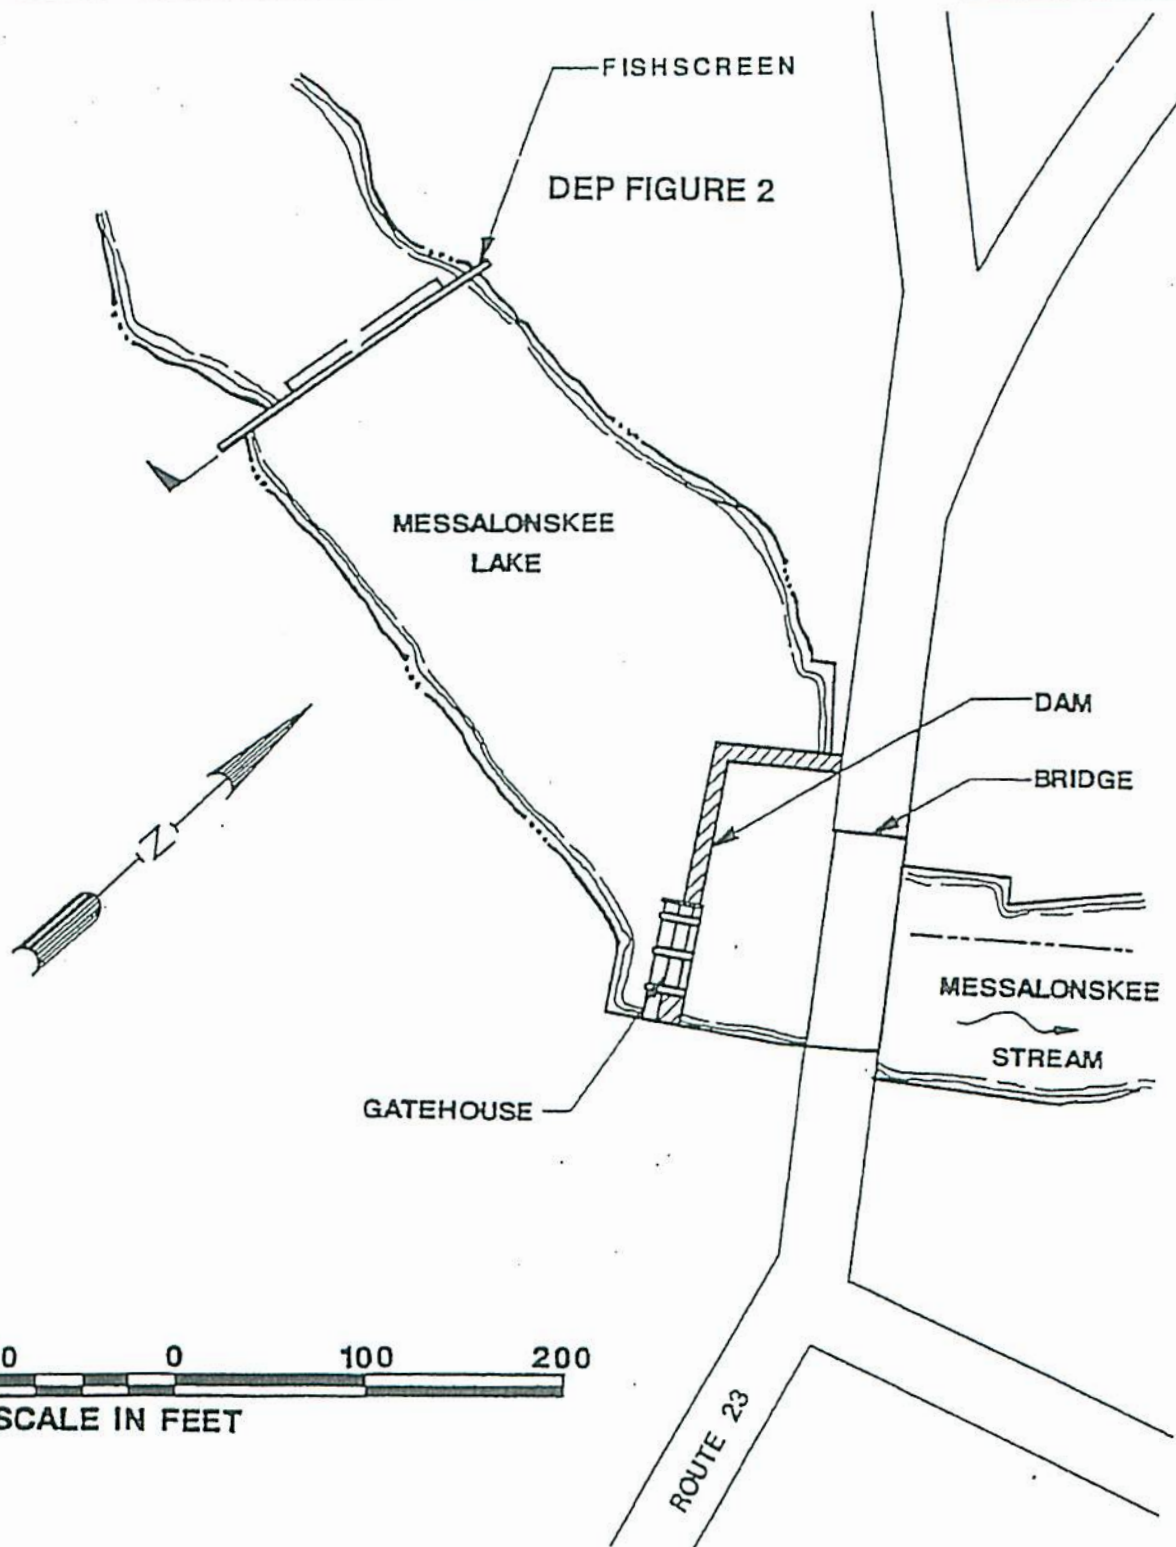 FISHSCREEN
DEP FIGURE 2
MESSALONSKEE
LAKE
DAM
BRIDGE
N
MESSALONSKEE
STREAM
GATEHOUSE
0 0 100 200
SCALE IN FEET
ROUTE 23